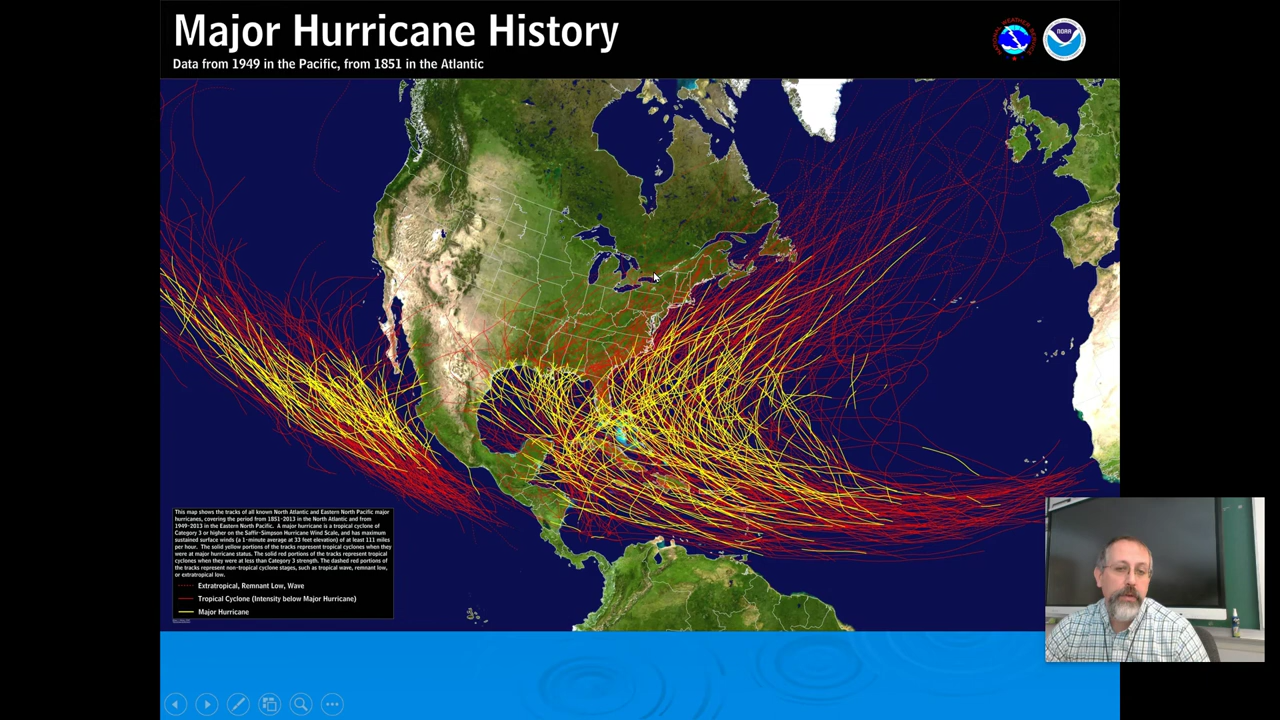 Major Hurricane History
Data from 1949 in the Pacific, from 1851 in the Atlantic
NATIONAL WEATHER SERVICE
NOAA
This map shows the tracks of all known North Atlantic and Eastern North Pacific major
hurricanes, covering the period from 1851-2013 in the North Atlantic and from
1949-2013 in the Eastern North Pacific. A major hurricane is a tropical cyclone of
Category 3 or higher on the Saffir-Simpson Hurricane Wind Scale, and has maximum
sustained surface winds (a 1-minute average at 33 feet elevation) of at least 111 miles
per hour. The solid yellow portions of the tracks represent tropical cyclones when they
were at major hurricane status. The solid red portions of the tracks represent tropical
cyclones when they were at less than Category 3 strength. The dashed red portions of
the tracks represent non-tropical cyclone stages, such as tropical wave, remnant low,
or extratropical low.
Extratropical, Remnant Low, Wave
Tropical Cyclone (Intensity below Major Hurricane)
Major Hurricane